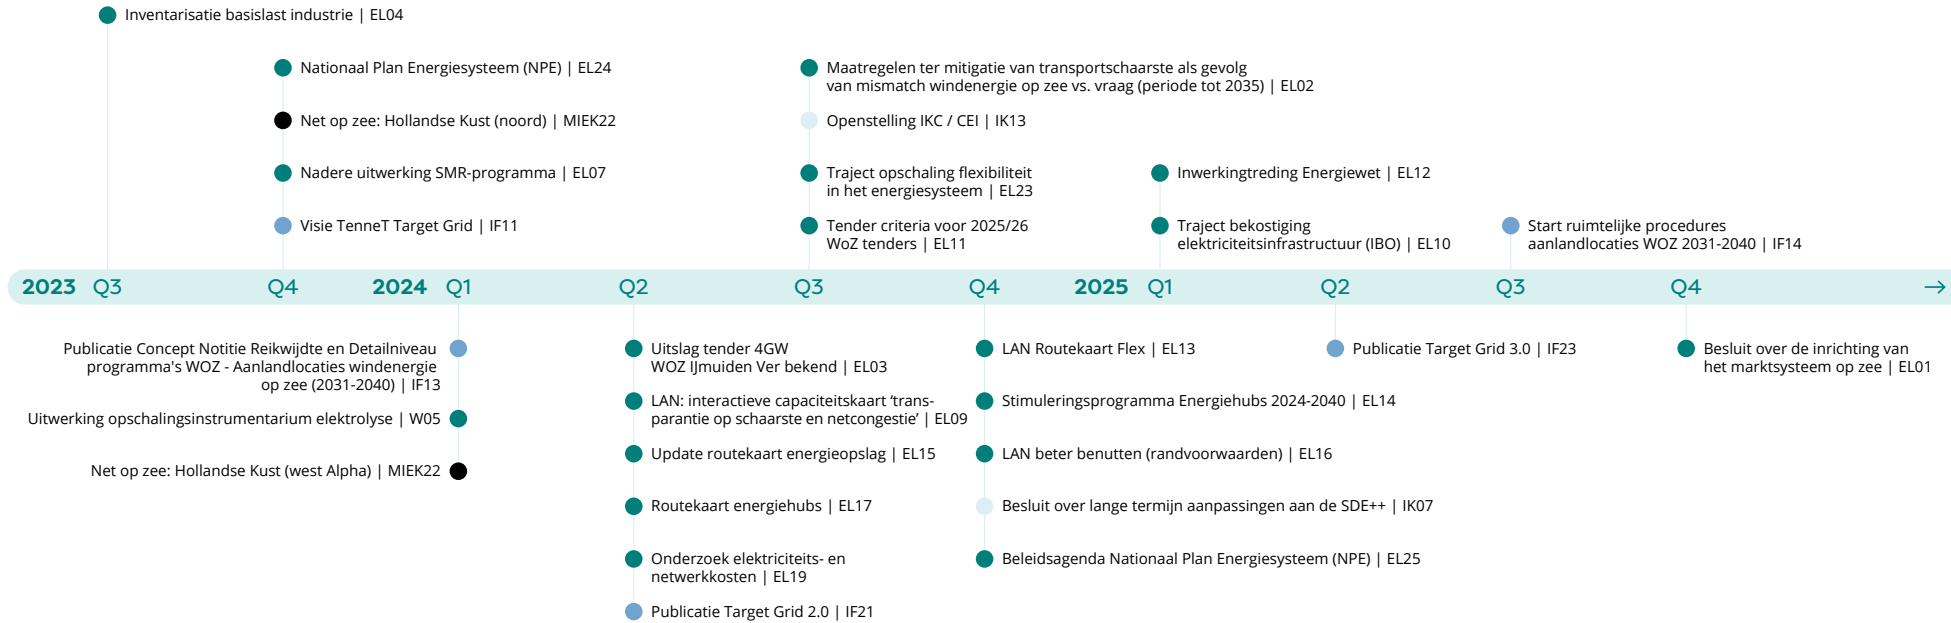 Inventarisatie basislast industrie | EL04
Nationaal Plan Energiesysteem (NPE) | EL24
Net op zee: Hollandse Kust (noord) | MIEK22
Nadere uitwerking SMR-programma | EL07
Visie TenneT Target Grid | IF11
Maatregelen ter mitigatie van transportschaarste als gevolg
van mismatch windenergie op zee vs. vraag (periode tot 2035) | EL02
Openstelling IKC / CEI | IK13
Traject opschaling flexibiliteit
in het energiesysteem | EL23
Tender criteria voor 2025/26
WoZ tenders | EL11
Inwerkingtreding Energiewet | EL12
Traject bekostiging
elektriciteitsinfrastructuur (IBO) | EL10
Start ruimtelijke procedures
aanlandlocaties WOZ 2031-2040 | IF14
2023 Q3 Q4 2024 Q1 Q2 Q3 Q4 2025 Q1 Q2 Q3 Q4 →
Publicatie Concept Notitie Reikwijdte en Detailniveau
programma's WOZ - Aanlandlocaties windenergie
op zee (2031-2040) | IF13
Uitwerking opschalingsinstrumentarium elektrolyse | W05
Net op zee: Hollandse Kust (west Alpha) | MIEK22
Uitslag tender 4GW
WOZ IJmuiden Ver bekend | EL03
LAN: interactieve capaciteitskaart ‘trans-
parantie op schaarste en netcongestie’ | EL09
Update routekaart energieopslag | EL15
Routekaart energiehubs | EL17
Onderzoek elektriciteits- en
netwerkkosten | EL19
Publicatie Target Grid 2.0 | IF21
LAN Routekaart Flex | EL13
Stimuleringsprogramma Energiehubs 2024-2040 | EL14
LAN beter benutten (randvoorwaarden) | EL16
Besluit over lange termijn aanpassingen aan de SDE++ | IK07
Beleidsagenda Nationaal Plan Energiesysteem (NPE) | EL25
Publicatie Target Grid 3.0 | IF23
Besluit over de inrichting van
het marktsysteem op zee | EL01